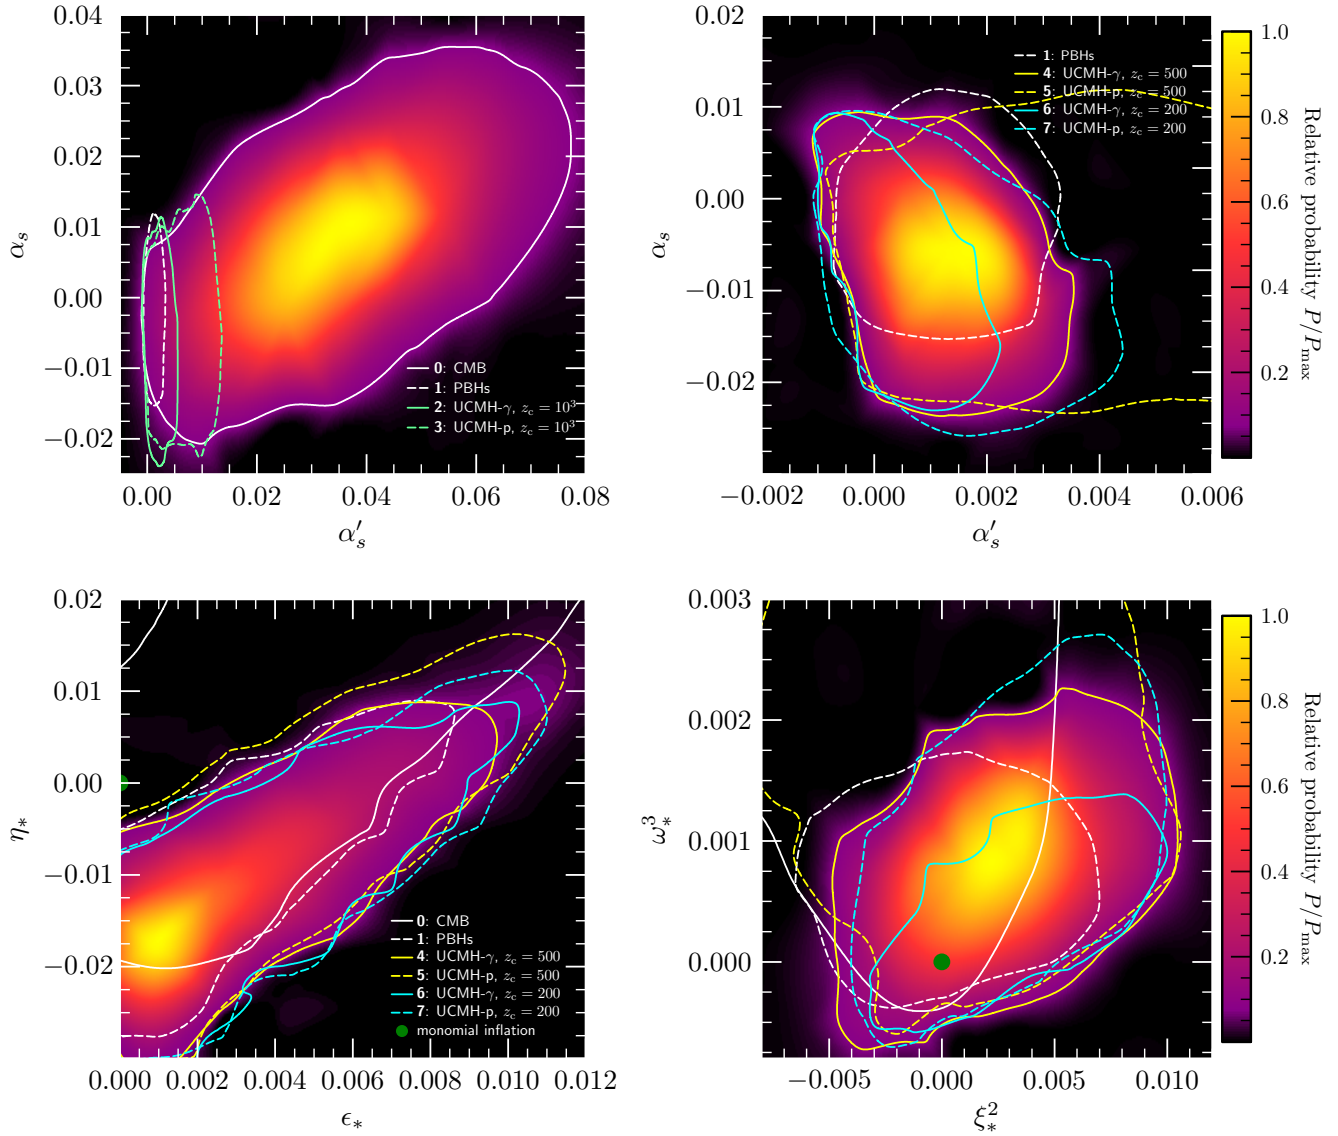 0.04
0.03
0.02
0.01
0.00
−0.01
−0.02
α_s
0.00 0.02 0.04 0.06 0.08
α′_s
0: CMB
1: PBHs
2: UCMH-γ, z_c = 10³
3: UCMH-p, z_c = 10³
0.02
0.01
0.00
−0.01
−0.02
α_s
−0.002 0.000 0.002 0.004 0.006
α′_s
1: PBHs
4: UCMH-γ, z_c = 500
5: UCMH-p, z_c = 500
6: UCMH-γ, z_c = 200
7: UCMH-p, z_c = 200
1.0
0.8
0.6
0.4
0.2
Relative probability P/P_max
0.02
0.01
0.00
−0.01
−0.02
η_*
0.000 0.002 0.004 0.006 0.008 0.010 0.012
ϵ_*
0: CMB
1: PBHs
4: UCMH-γ, z_c = 500
5: UCMH-p, z_c = 500
6: UCMH-γ, z_c = 200
7: UCMH-p, z_c = 200
monomial inflation
0.003
0.002
0.001
0.000
ω³_*
−0.005 0.000 0.005 0.010
ξ²_*
1.0
0.8
0.6
0.4
0.2
Relative probability P/P_max